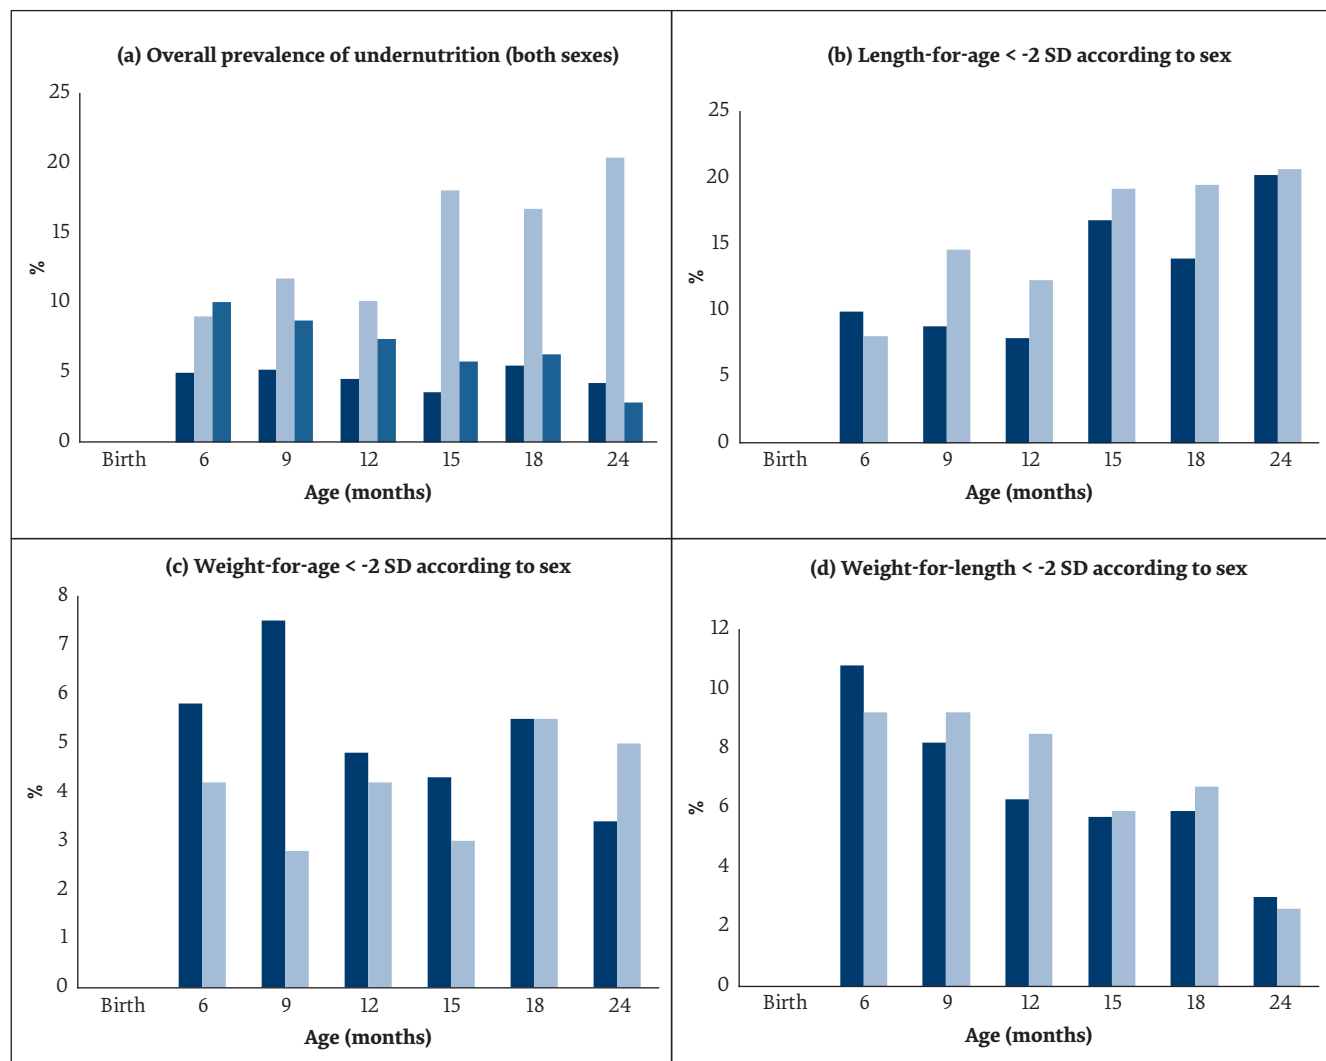 (a) Overall prevalence of undernutrition (both sexes)
25
20
15
10
5
0
%
Birth 6 9 12 15 18 24
Age (months)
(b) Length-for-age < -2 SD according to sex
25
20
15
10
5
0
%
Birth 6 9 12 15 18 24
Age (months)
(c) Weight-for-age < -2 SD according to sex
8
7
6
5
4
3
2
1
0
%
Birth 6 9 12 15 18 24
Age (months)
(d) Weight-for-length < -2 SD according to sex
12
10
8
6
4
2
0
%
Birth 6 9 12 15 18 24
Age (months)